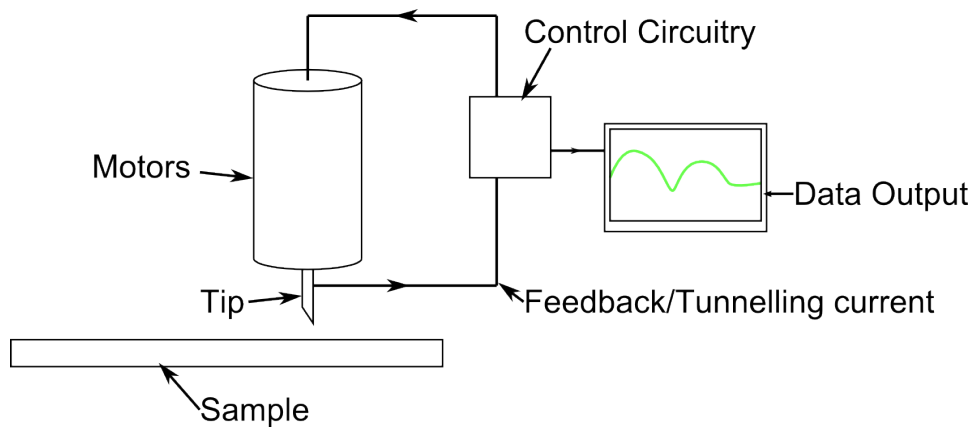 Control Circuitry
Motors
Data Output
Tip
Feedback/Tunnelling current
Sample